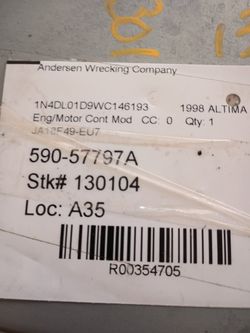 Andersen Wrecking Company
1N4DL01D9WC146193 1998 ALTIMA
Eng/Motor Cont Mod CC 0 Qty: 1
JA18E49-EU7
590-57797A
Stk# 130104
Loc: A35
R00354705